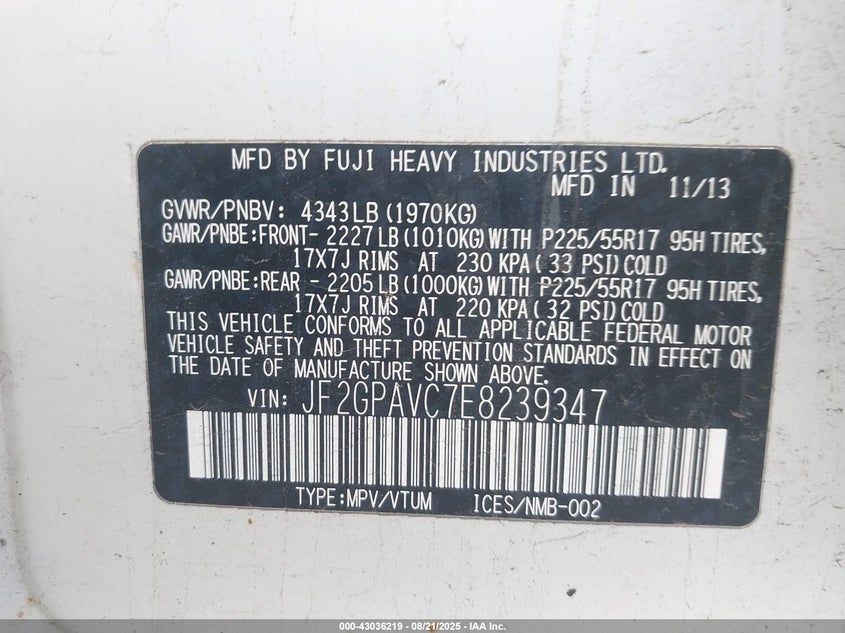 MFD BY FUJI HEAVY INDUSTRIES LTD.
MFD IN 11/13
GVWR/PNBV: 4343LB (1970KG)
GAWR/PNBE:FRONT- 2227LB (1010KG) WITH P225/55R17 95H TIRES,
17X7J RIMS AT 230 KPA( 33 PSI) COLD
GAWR/PNBE:REAR - 2205LB (1000KG) WITH P225/55R17 95H TIRES,
17X7J RIMS AT 220 KPA( 32 PSI) COLD
THIS VEHICLE CONFORMS TO ALL APPLICABLE FEDERAL MOTOR
VEHICLE SAFETY AND THEFT PREVENTION STANDARDS IN EFFECT ON
THE DATE OF MANUFACTURE SHOWN ABOVE.
VIN: JF2GPAVC7E8239347
TYPE:MPV/VTUM ICES/NMB-002
000-43036219 - 08/21/2025 - IAA Inc.